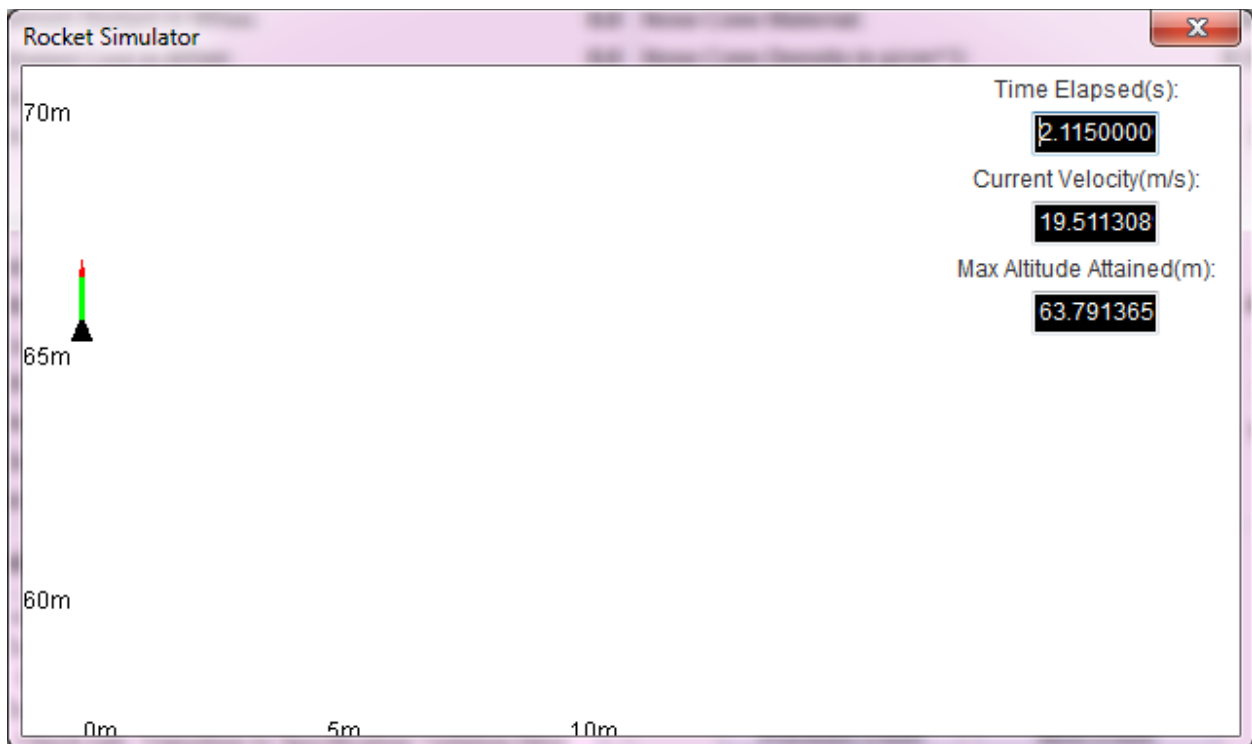 Rocket Simulator
70m
65m
60m
0m 5m 10m
Time Elapsed(s):
2.1150000
Current Velocity(m/s):
19.511308
Max Altitude Attained(m):
63.791365